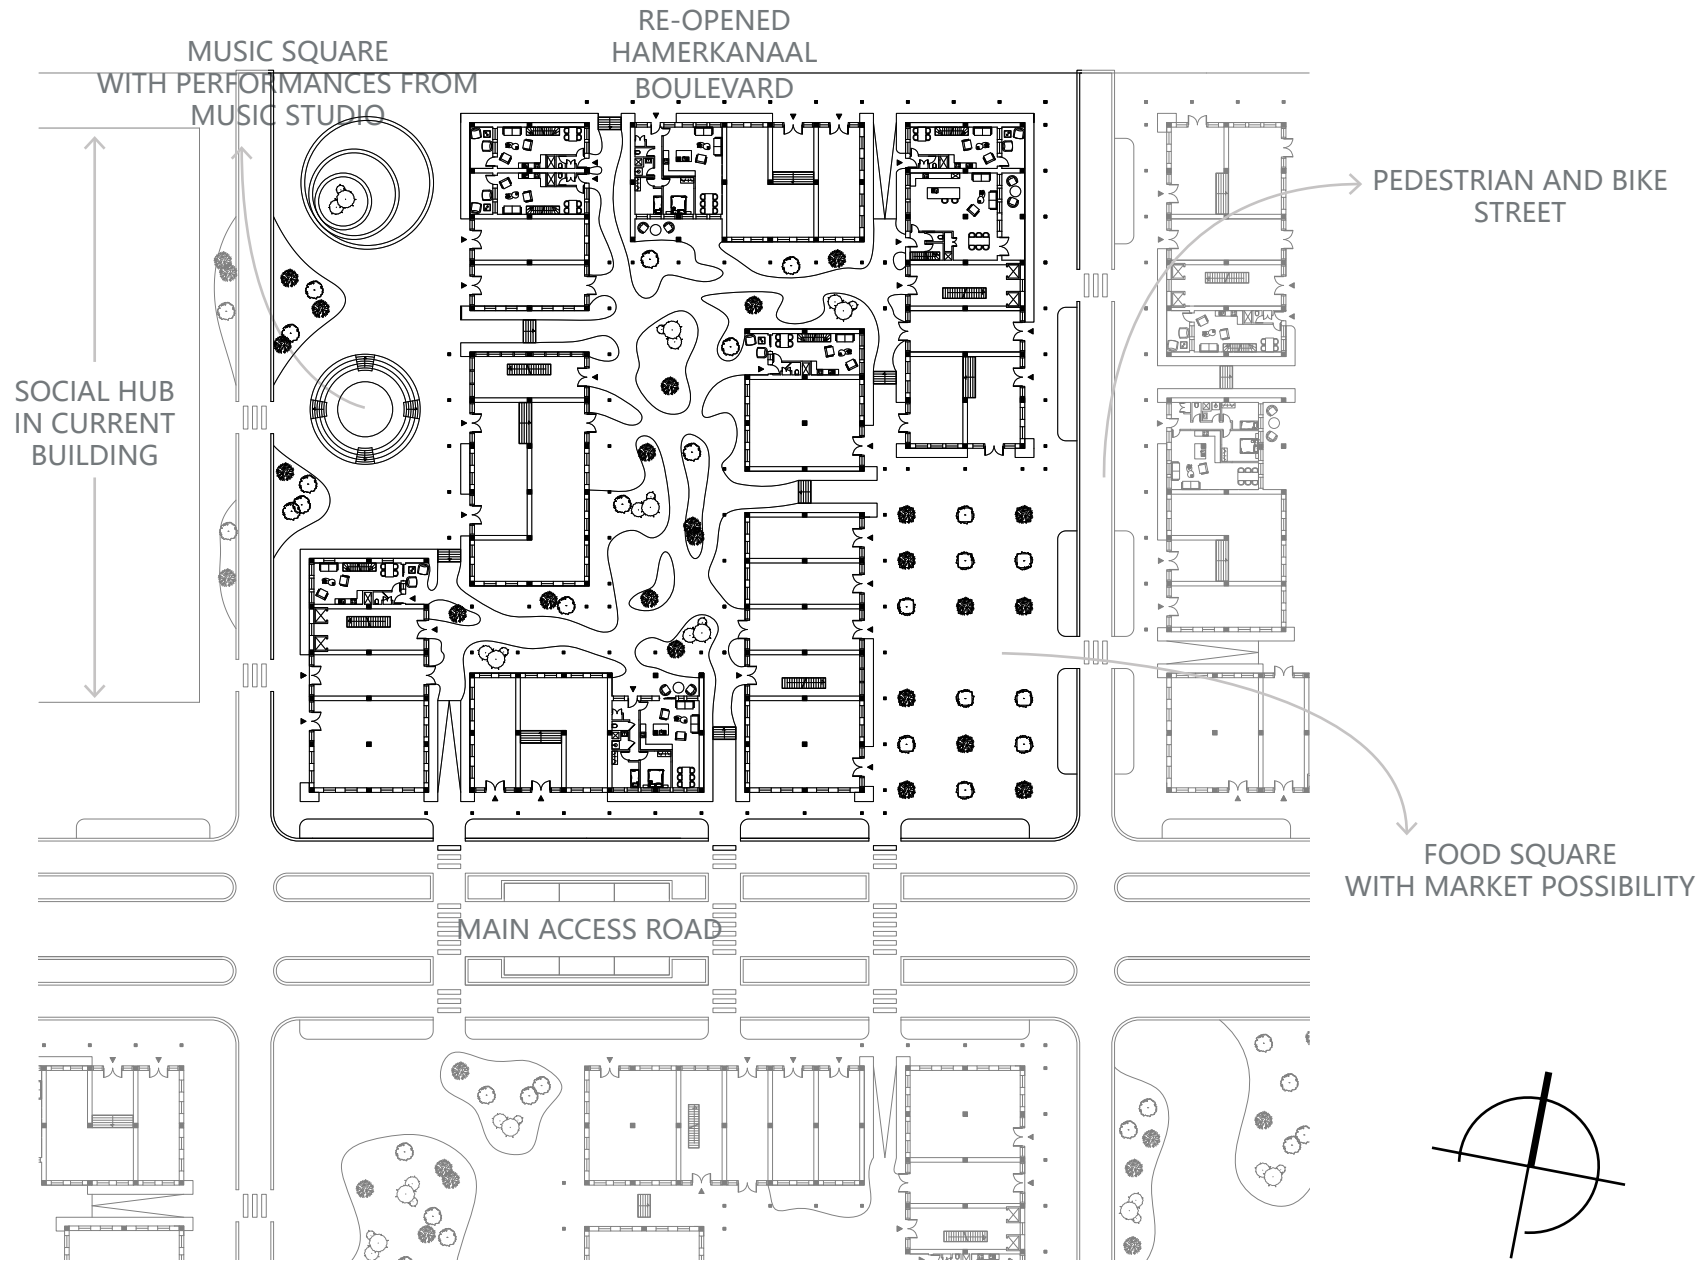 RE-OPENED
HAMERKANAAL
BOULEVARD
MUSIC SQUARE
WITH PERFORMANCES FROM
MUSIC STUDIO
PEDESTRIAN AND BIKE
STREET
SOCIAL HUB
IN CURRENT
BUILDING
FOOD SQUARE
WITH MARKET POSSIBILITY
MAIN ACCESS ROAD